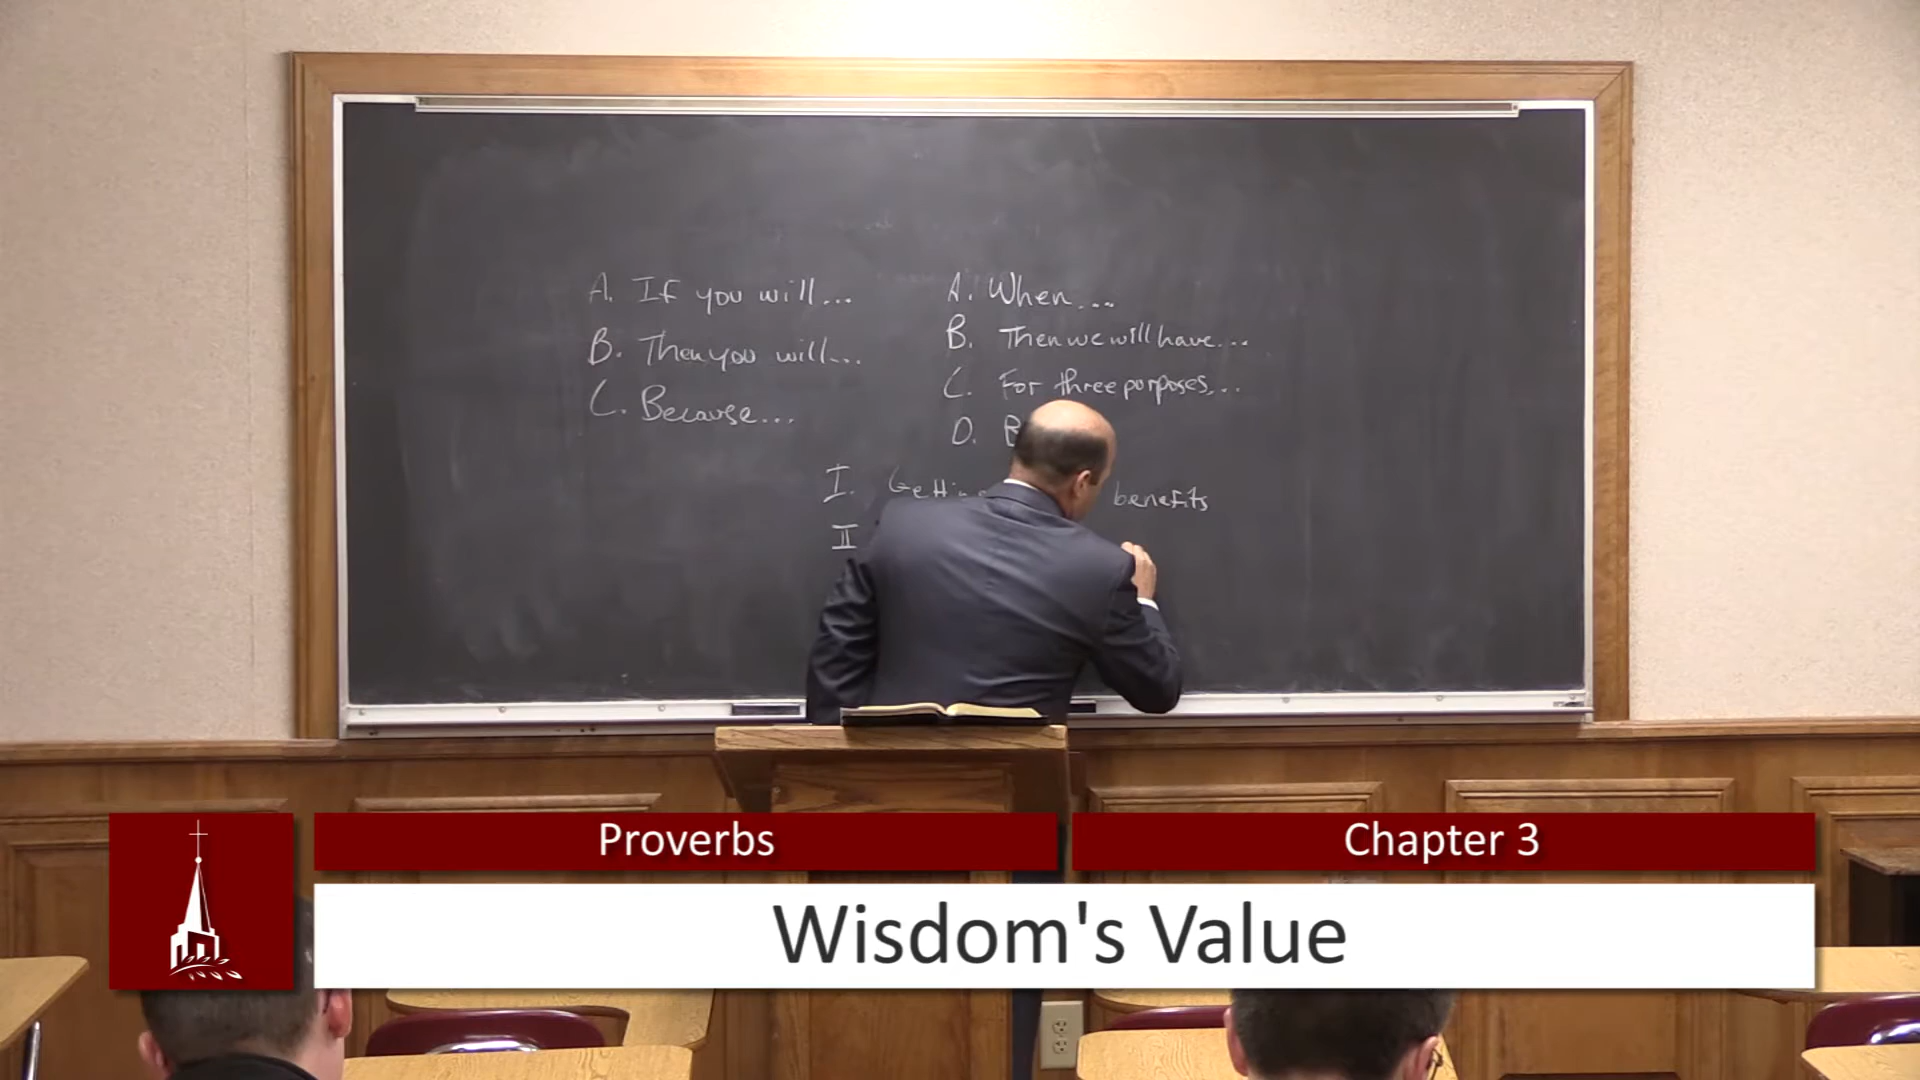 A. If you will...
B. Then you will...
C. Because...
A. When....
B. Then we will have...
C. For three purposes...
D. B
I. Getting benefits
II
Proverbs
Chapter 3
Wisdom's Value